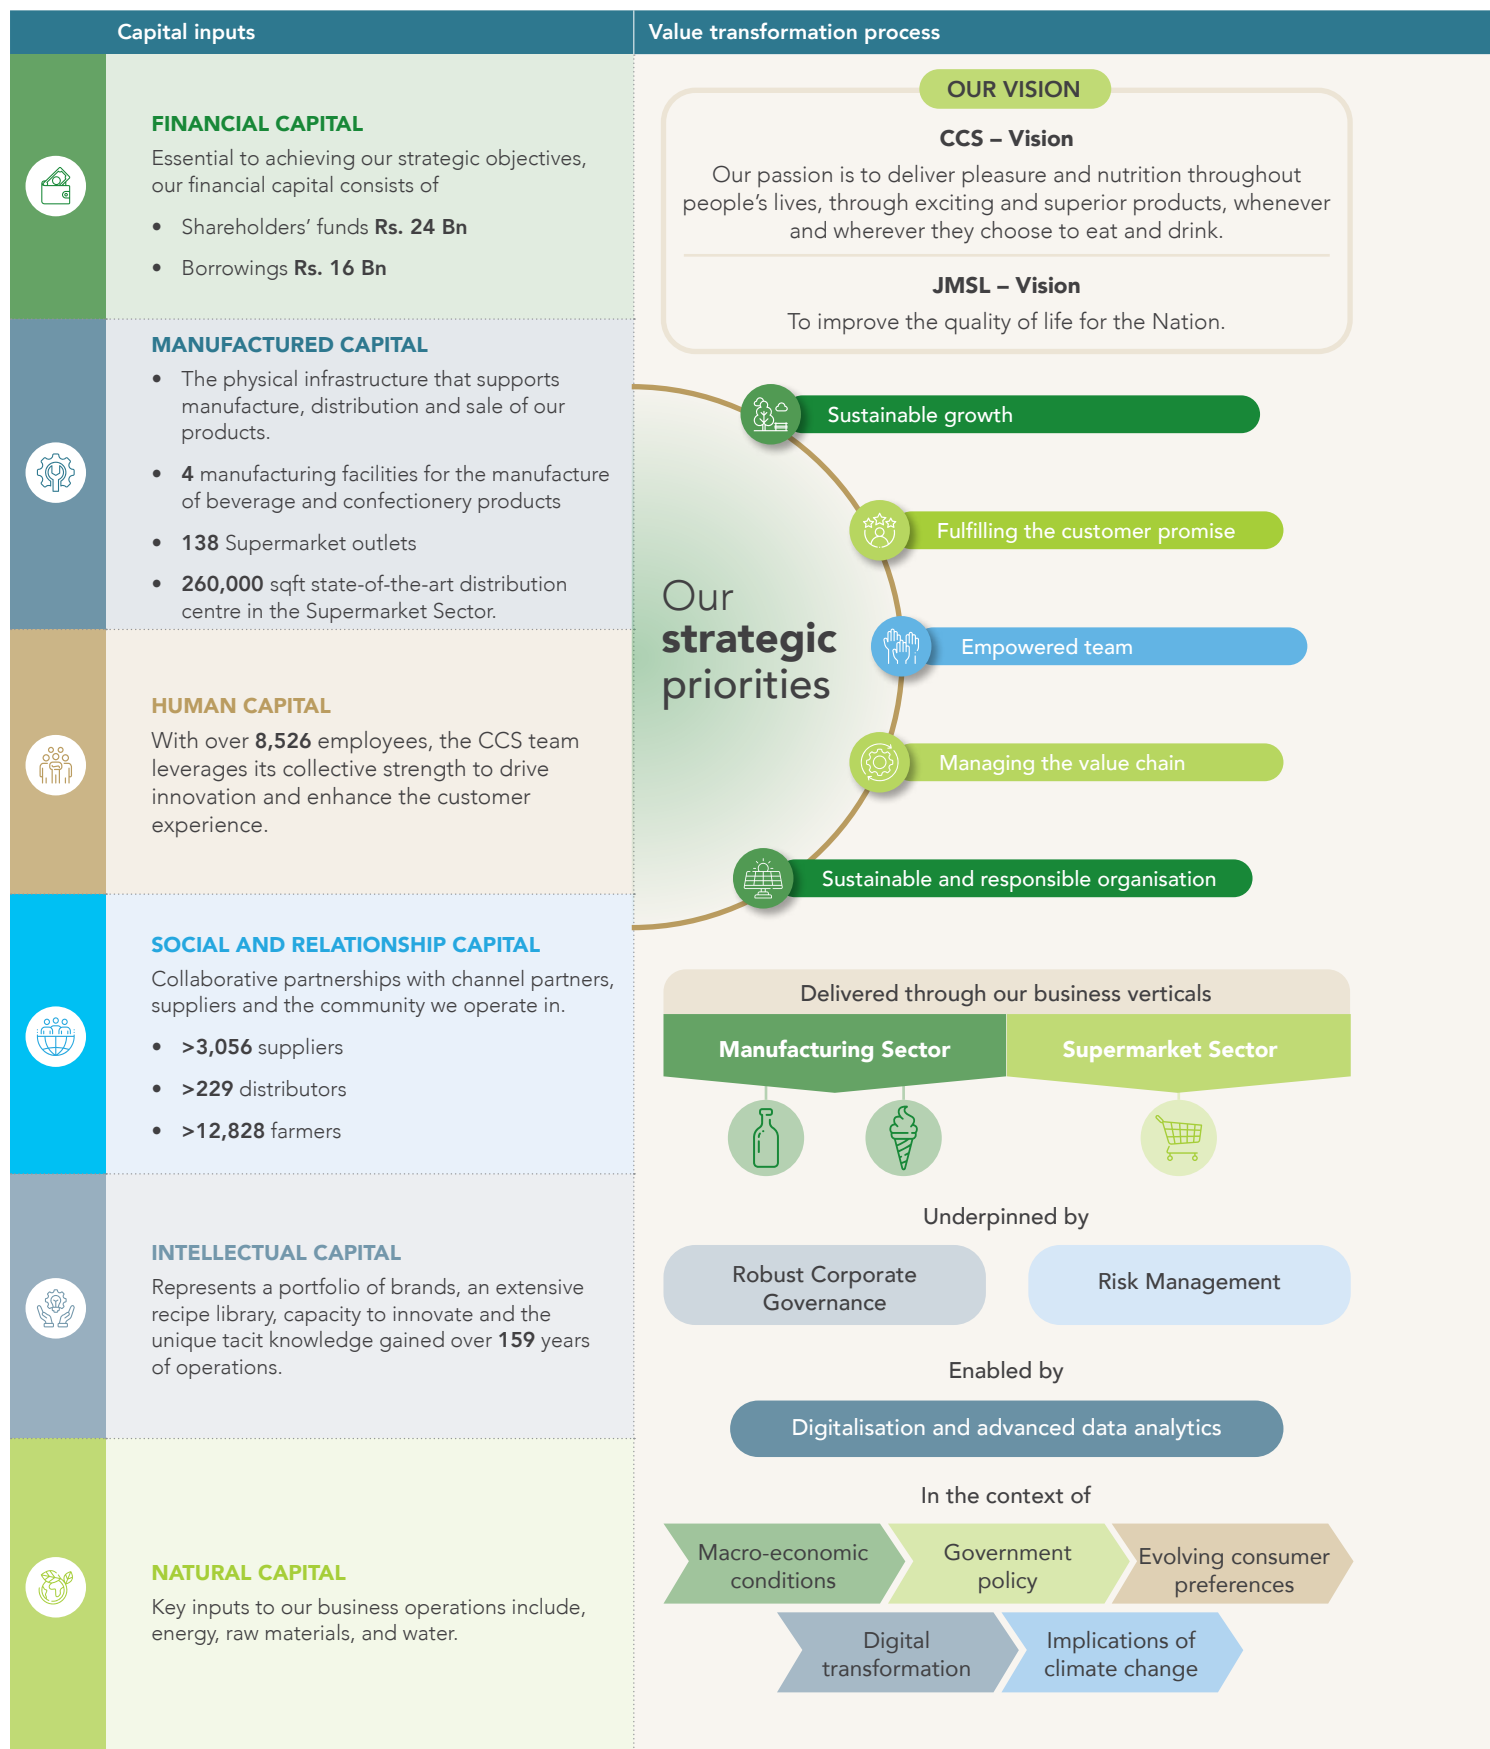 Capital inputs
FINANCIAL CAPITAL
Essential to achieving our strategic objectives,
our financial capital consists of
• Shareholders’ funds Rs. 24 Bn
• Borrowings Rs. 16 Bn
MANUFACTURED CAPITAL
• The physical infrastructure that supports
manufacture, distribution and sale of our
products.
• 4 manufacturing facilities for the manufacture
of beverage and confectionery products
• 138 Supermarket outlets
• 260,000 sqft state-of-the-art distribution
centre in the Supermarket Sector.
HUMAN CAPITAL
With over 8,526 employees, the CCS team
leverages its collective strength to drive
innovation and enhance the customer
experience.
SOCIAL AND RELATIONSHIP CAPITAL
Collaborative partnerships with channel partners,
suppliers and the community we operate in.
• >3,056 suppliers
• >229 distributors
• >12,828 farmers
INTELLECTUAL CAPITAL
Represents a portfolio of brands, an extensive
recipe library, capacity to innovate and the
unique tacit knowledge gained over 159 years
of operations.
NATURAL CAPITAL
Key inputs to our business operations include,
energy, raw materials, and water.
Value transformation process
OUR VISION
CCS – Vision
Our passion is to deliver pleasure and nutrition throughout
people’s lives, through exciting and superior products, whenever
and wherever they choose to eat and drink.
JMSL – Vision
To improve the quality of life for the Nation.
Our
strategic
priorities
Sustainable growth
Fulfilling the customer promise
Empowered team
Managing the value chain
Sustainable and responsible organisation
Delivered through our business verticals
Manufacturing Sector
Supermarket Sector
Underpinned by
Robust Corporate
Governance
Risk Management
Enabled by
Digitalisation and advanced data analytics
In the context of
Macro-economic
conditions
Government
policy
Evolving consumer
preferences
Digital
transformation
Implications of
climate change